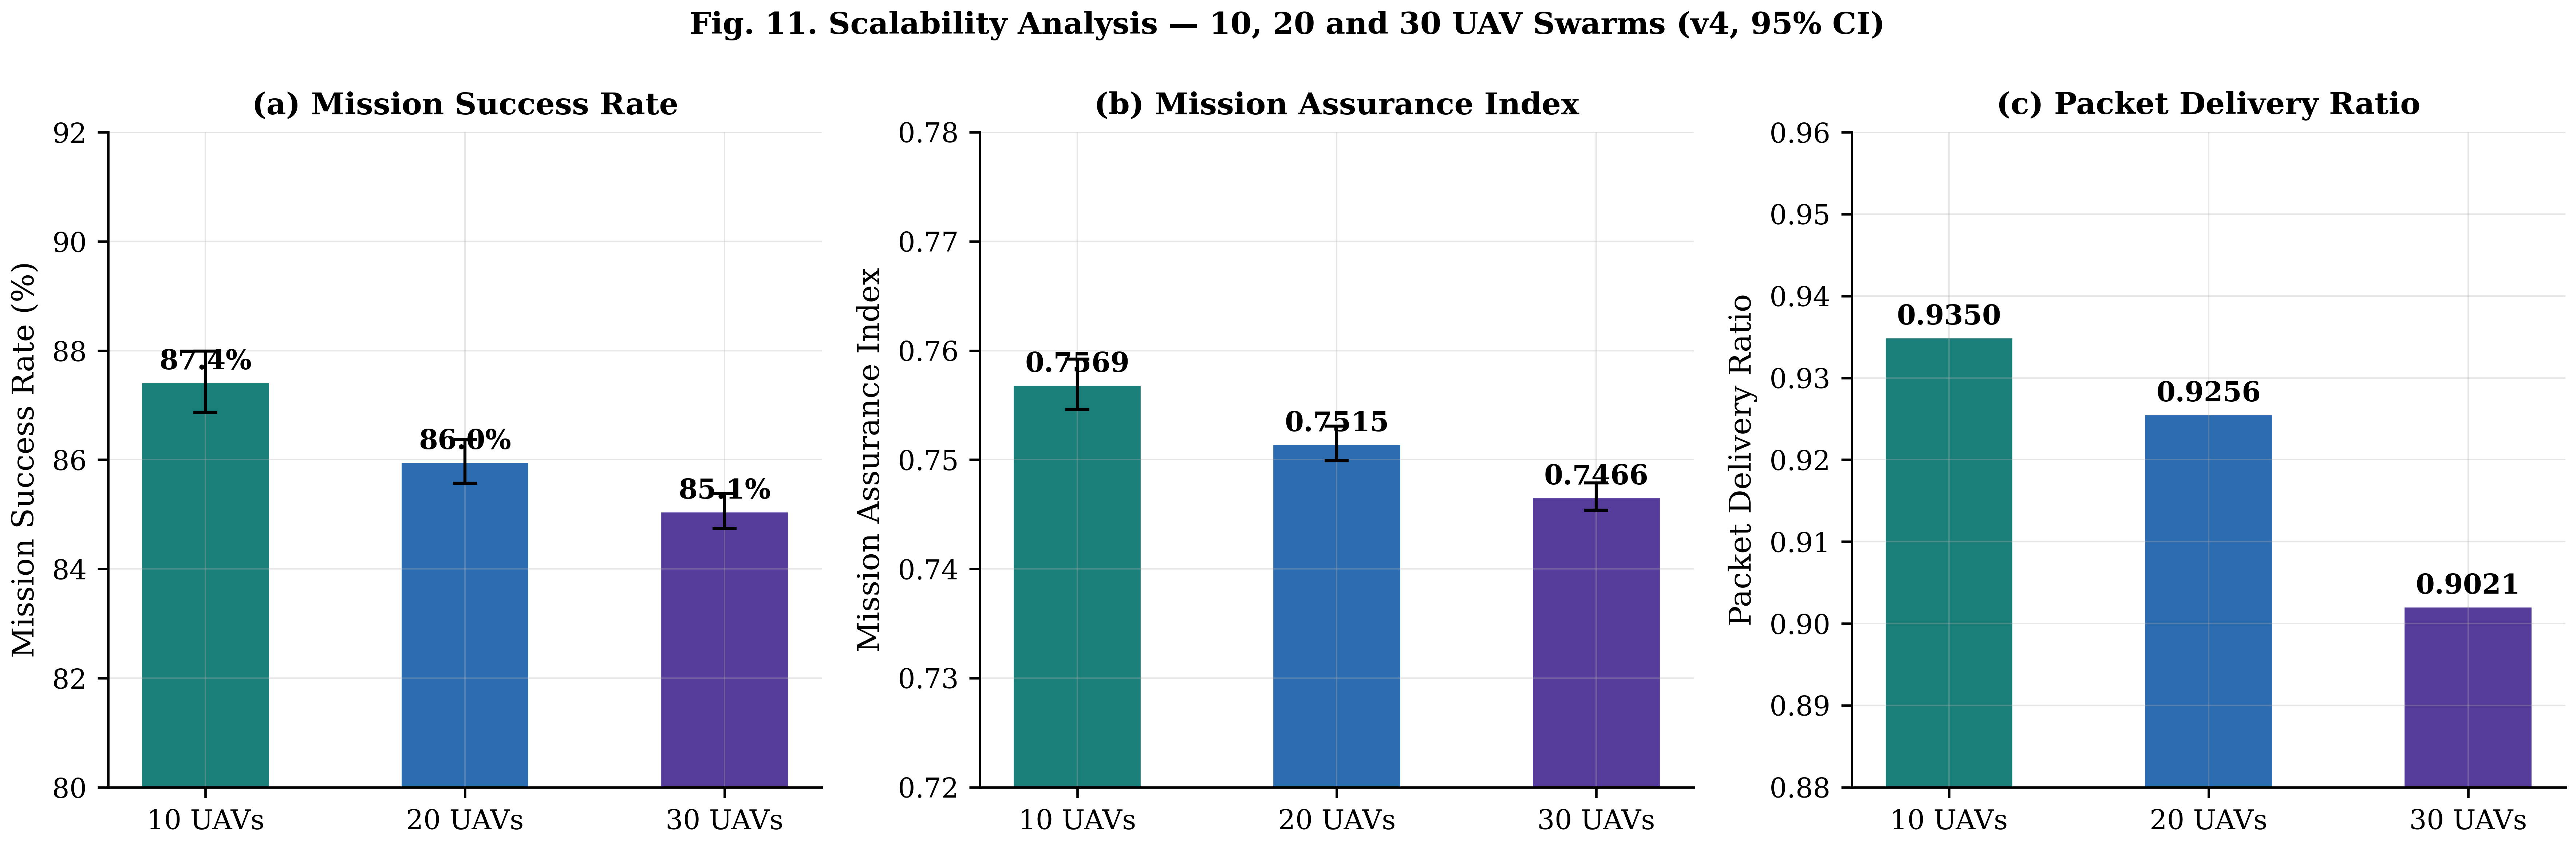 Fig. 11. Scalability Analysis — 10, 20 and 30 UAV Swarms (v4, 95% CI)
(a) Mission Success Rate
Mission Success Rate (%)
92
90
88
86
84
82
80
87.4%
86.0%
85.1%
10 UAVs
20 UAVs
30 UAVs
(b) Mission Assurance Index
Mission Assurance Index
0.78
0.77
0.76
0.75
0.74
0.73
0.72
0.7569
0.7515
0.7466
10 UAVs
20 UAVs
30 UAVs
(c) Packet Delivery Ratio
Packet Delivery Ratio
0.96
0.95
0.94
0.93
0.92
0.91
0.90
0.89
0.88
0.9350
0.9256
0.9021
10 UAVs
20 UAVs
30 UAVs